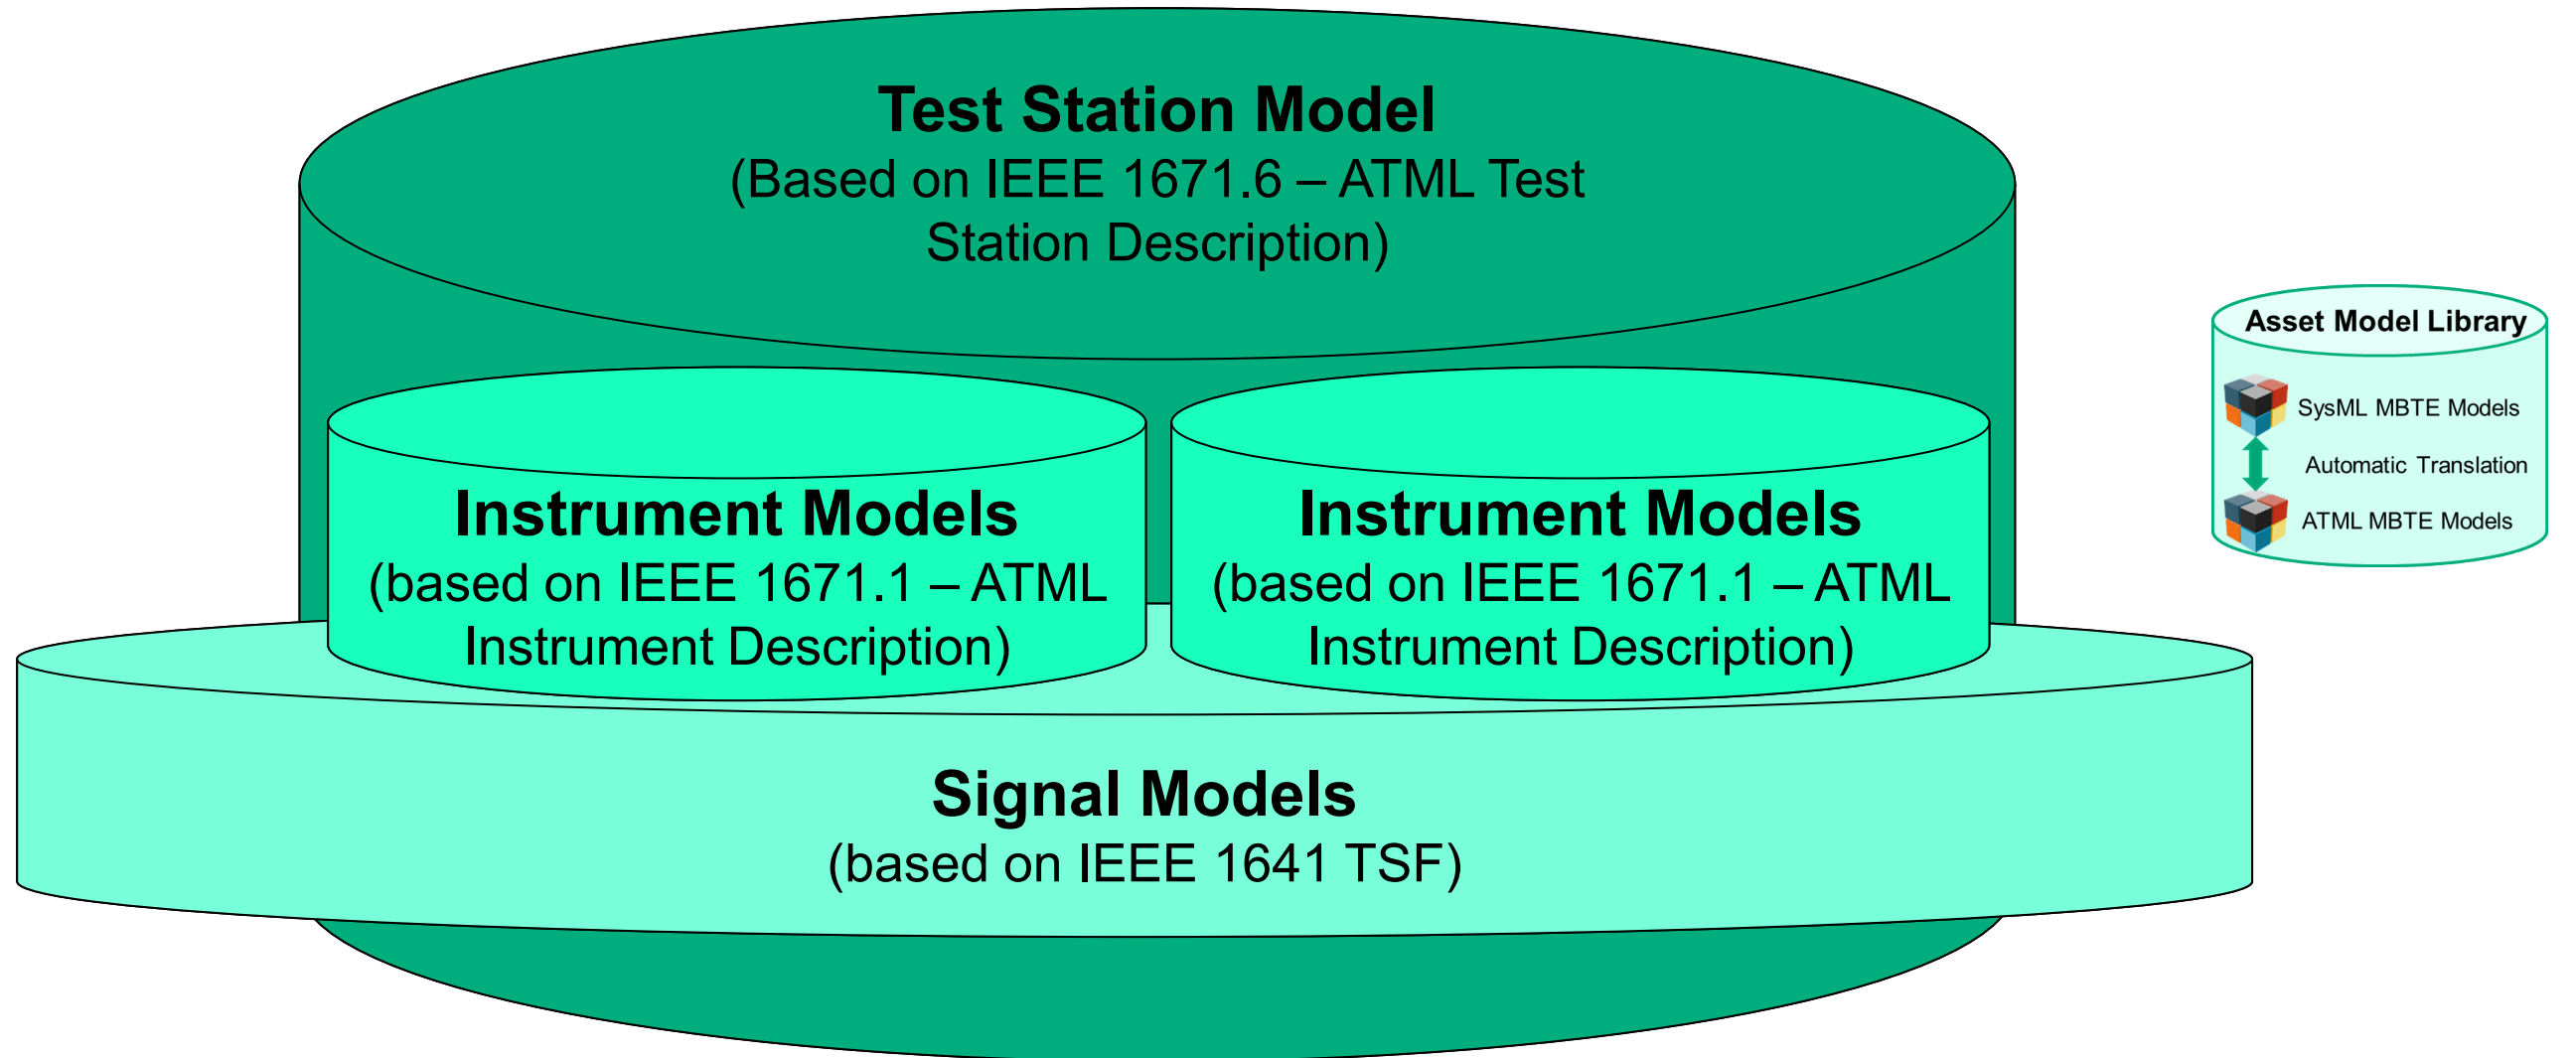 Test Station Model
(Based on IEEE 1671.6 – ATML Test
Station Description)
Instrument Models
(based on IEEE 1671.1 – ATML
Instrument Description)
Instrument Models
(based on IEEE 1671.1 – ATML
Instrument Description)
Signal Models
(based on IEEE 1641 TSF)
Asset Model Library
SysML MBTE Models
Automatic Translation
ATML MBTE Models